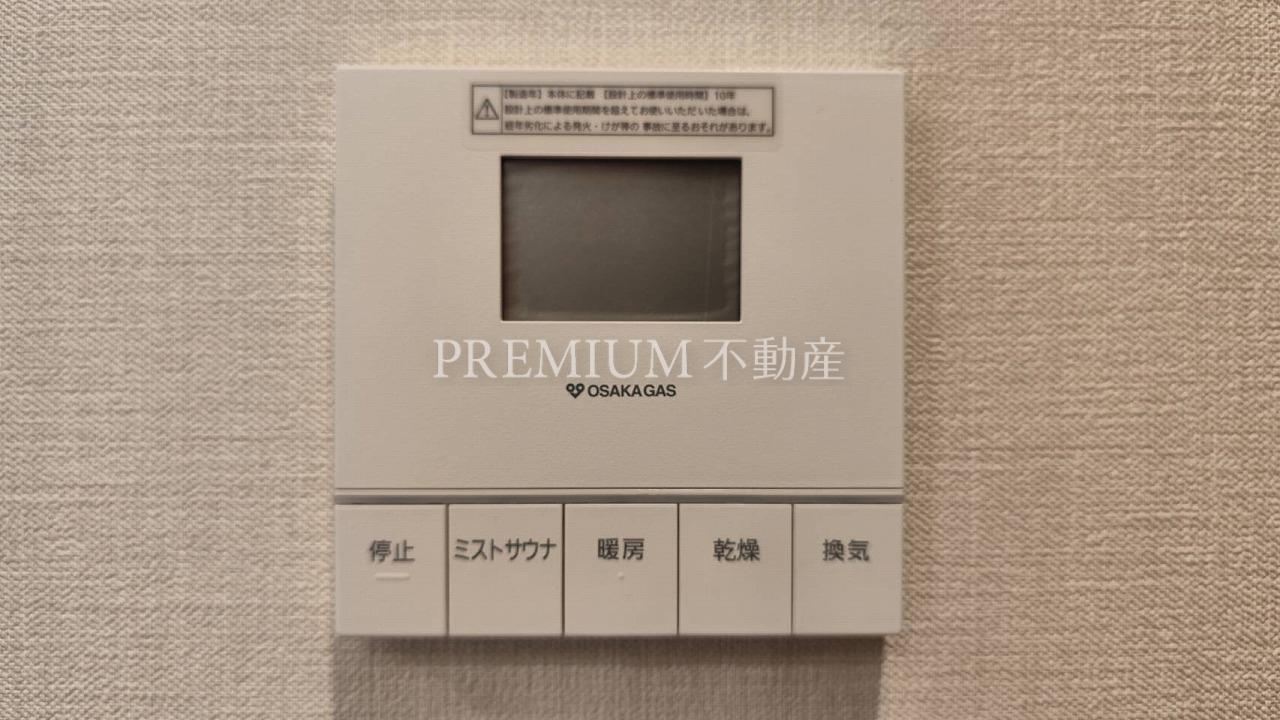 【製造年】本体に記載 【設計上の標準使用時間】10年
設計上の標準使用期間を超えてお使いいただいた場合は、
経年劣化による発火・けが等の 事故に至るおそれがあります。
PREMIUM 不動産
OSAKA GAS
停止 ミストサウナ 暖房 乾燥 換気